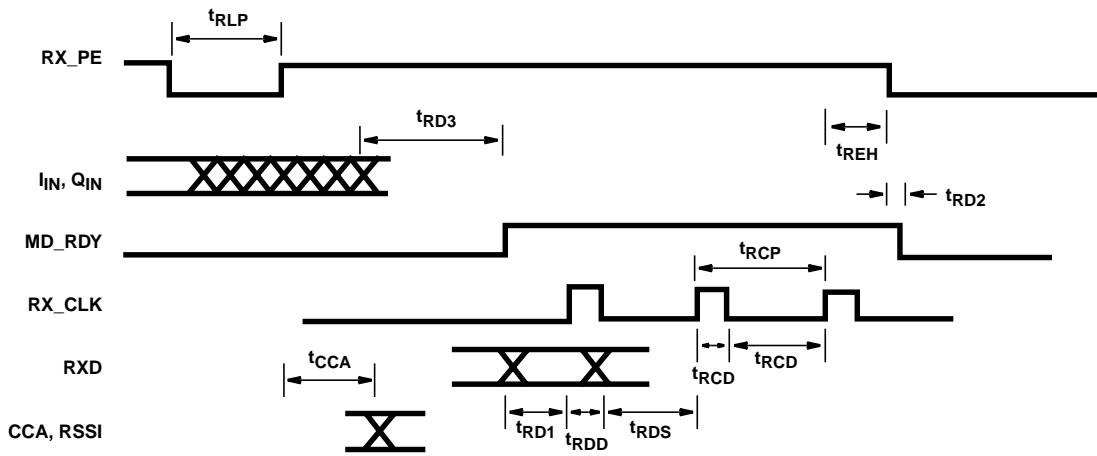 tRLP
RX_PE
tRD3
tREH
IIN, QIN
tRD2
MD_RDY
tRCP
RX_CLK
tCCA
RXD
tRCD
tRCD
CCA, RSSI
tRD1
tRDD
tRDS